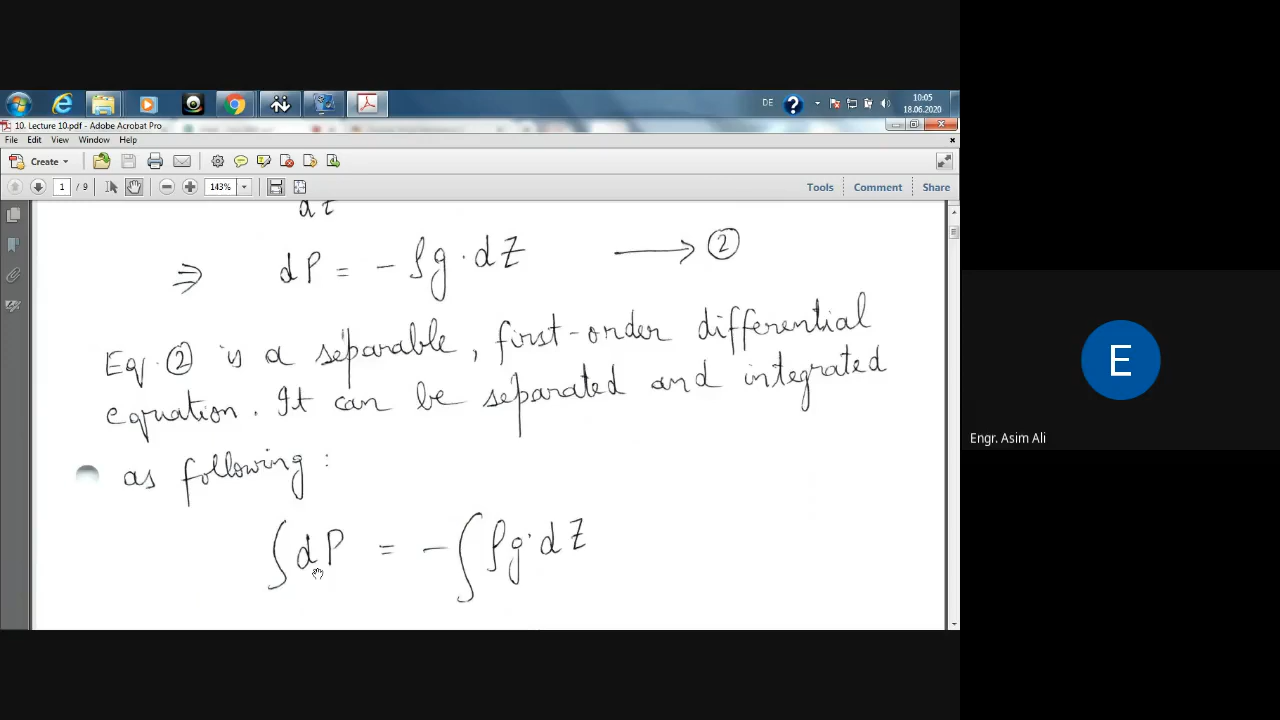 DE
10:05
18.06.2020
10. Lecture 10.pdf - Adobe Acrobat Pro
File Edit View Window Help
Create
1 / 9 143% Tools Comment Share
dz
⇒ dP = - ρg · dZ ⟶ ②
Eq. ② is a separable, first-order differential
equation. It can be separated and integrated
as following:
∫ dP = - ∫ ρg · dZ
E
Engr. Asim Ali